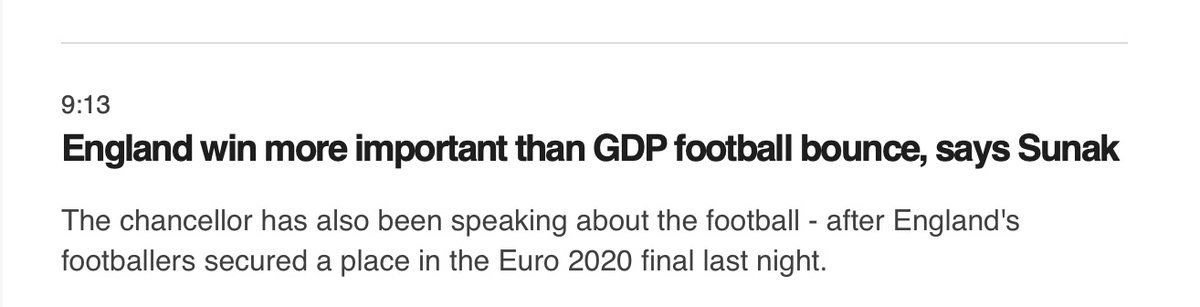 9:13
England win more important than GDP football bounce, says Sunak
The chancellor has also been speaking about the football - after England's
footballers secured a place in the Euro 2020 final last night.